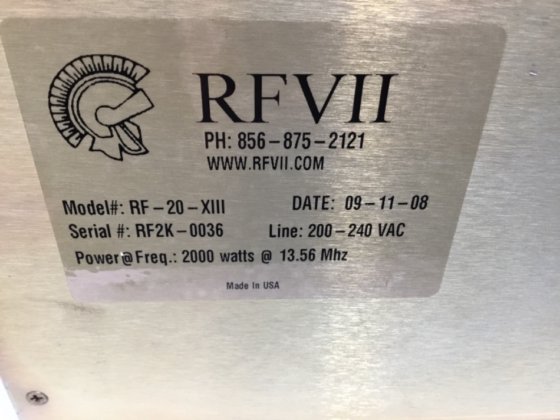 RFVII
PH: 856-875-2121
WWW.RFVII.COM
Model#: RF-20-XIII DATE: 09-11-08
Serial #: RF2K-0036 Line: 200-240 VAC
Power@Freq.: 2000 watts @ 13.56 Mhz
Made In USA